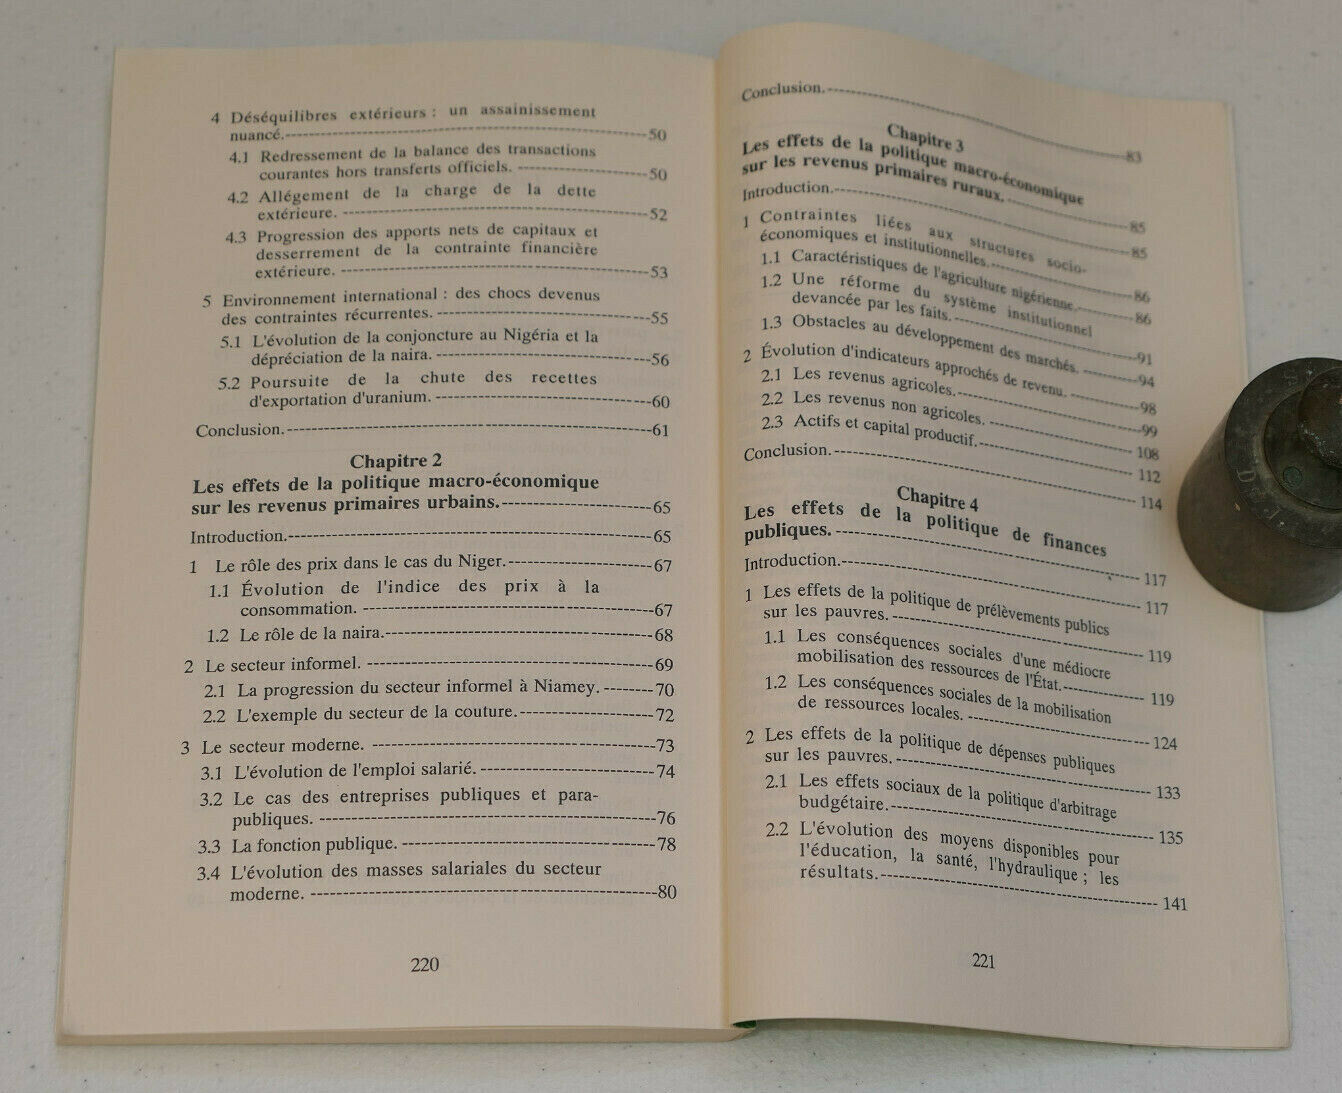 4 Déséquilibres extérieurs : un assainissement
nuancé.------50
4.1 Redressement de la balance des transactions
courantes hors transferts officiels. ------50
4.2 Allégement de la charge de la dette
extérieure. ------52
4.3 Progression des apports nets de capitaux et
desserrement de la contrainte financière
extérieure. ------53
5 Environnement international : des chocs devenus
des contraintes récurrentes. ------55
5.1 L'évolution de la conjoncture au Nigéria et la
dépréciation de la naira. ------56
5.2 Poursuite de la chute des recettes
d'exportation d'uranium. ------60
Conclusion.------61
Chapitre 2
Les effets de la politique macro-économique
sur les revenus primaires urbains.------65
Introduction.------65
1 Le rôle des prix dans le cas du Niger.------67
1.1 Évolution de l'indice des prix à la
consommation. ------67
1.2 Le rôle de la naira.------68
2 Le secteur informel. ------69
2.1 La progression du secteur informel à Niamey.------70
2.2 L'exemple du secteur de la couture.------72
3 Le secteur moderne. ------73
3.1 L'évolution de l'emploi salarié. ------74
3.2 Le cas des entreprises publiques et para-
publiques. ------76
3.3 La fonction publique. ------78
3.4 L'évolution des masses salariales du secteur
moderne. ------80
220
Conclusion.------83
Chapitre 3
Les effets de la politique macro-économique
sur les revenus primaires ruraux. ------85
Introduction.------85
1 Contraintes liées aux structures socio-
économiques et institutionnelles.------86
1.1 Caractéristiques de l'agriculture nigérienne.------86
1.2 Une réforme du système institutionnel
devancée par les faits. ------91
1.3 Obstacles au développement des marchés. ------94
2 Évolution d'indicateurs approchés de revenu. ------98
2.1 Les revenus agricoles.------99
2.2 Les revenus non agricoles. ------108
2.3 Actifs et capital productif.------112
Conclusion. ------114
Chapitre 4
Les effets de la politique de finances
publiques. ------117
Introduction.------117
1 Les effets de la politique de prélèvements publics
sur les pauvres. ------119
1.1 Les conséquences sociales d'une médiocre
mobilisation des ressources de l'État.------119
1.2 Les conséquences sociales de la mobilisation
de ressources locales. ------124
2 Les effets de la politique de dépenses publiques
sur les pauvres. ------133
2.1 Les effets sociaux de la politique d'arbitrage
budgétaire.------135
2.2 L'évolution des moyens disponibles pour
l'éducation, la santé, l'hydraulique ; les
résultats.------141
221